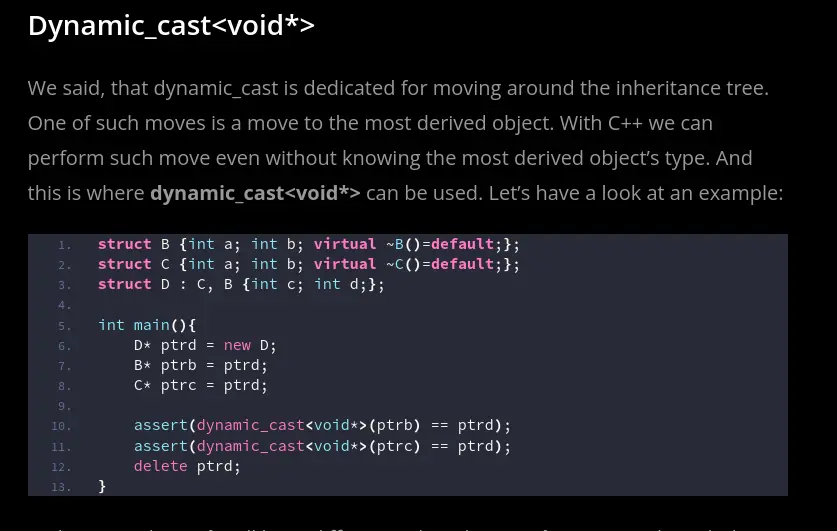 Dynamic_cast<void*>
We said, that dynamic_cast is dedicated for moving around the inheritance tree.
One of such moves is a move to the most derived object. With C++ we can
perform such move even without knowing the most derived object's type. And
this is where dynamic_cast<void*> can be used. Let's have a look at an example:
1. struct B {int a; int b; virtual ~B()=default;};
2. struct C {int a; int b; virtual ~C()=default;};
3. struct D : C, B {int c; int d;};
4.
5. int main(){
6. D* ptrd = new D;
7. B* ptrb = ptrd;
8. C* ptrc = ptrd;
9.
10. assert(dynamic_cast<void*>(ptrb) == ptrd);
11. assert(dynamic_cast<void*>(ptrc) == ptrd);
12. delete ptrd;
13. }